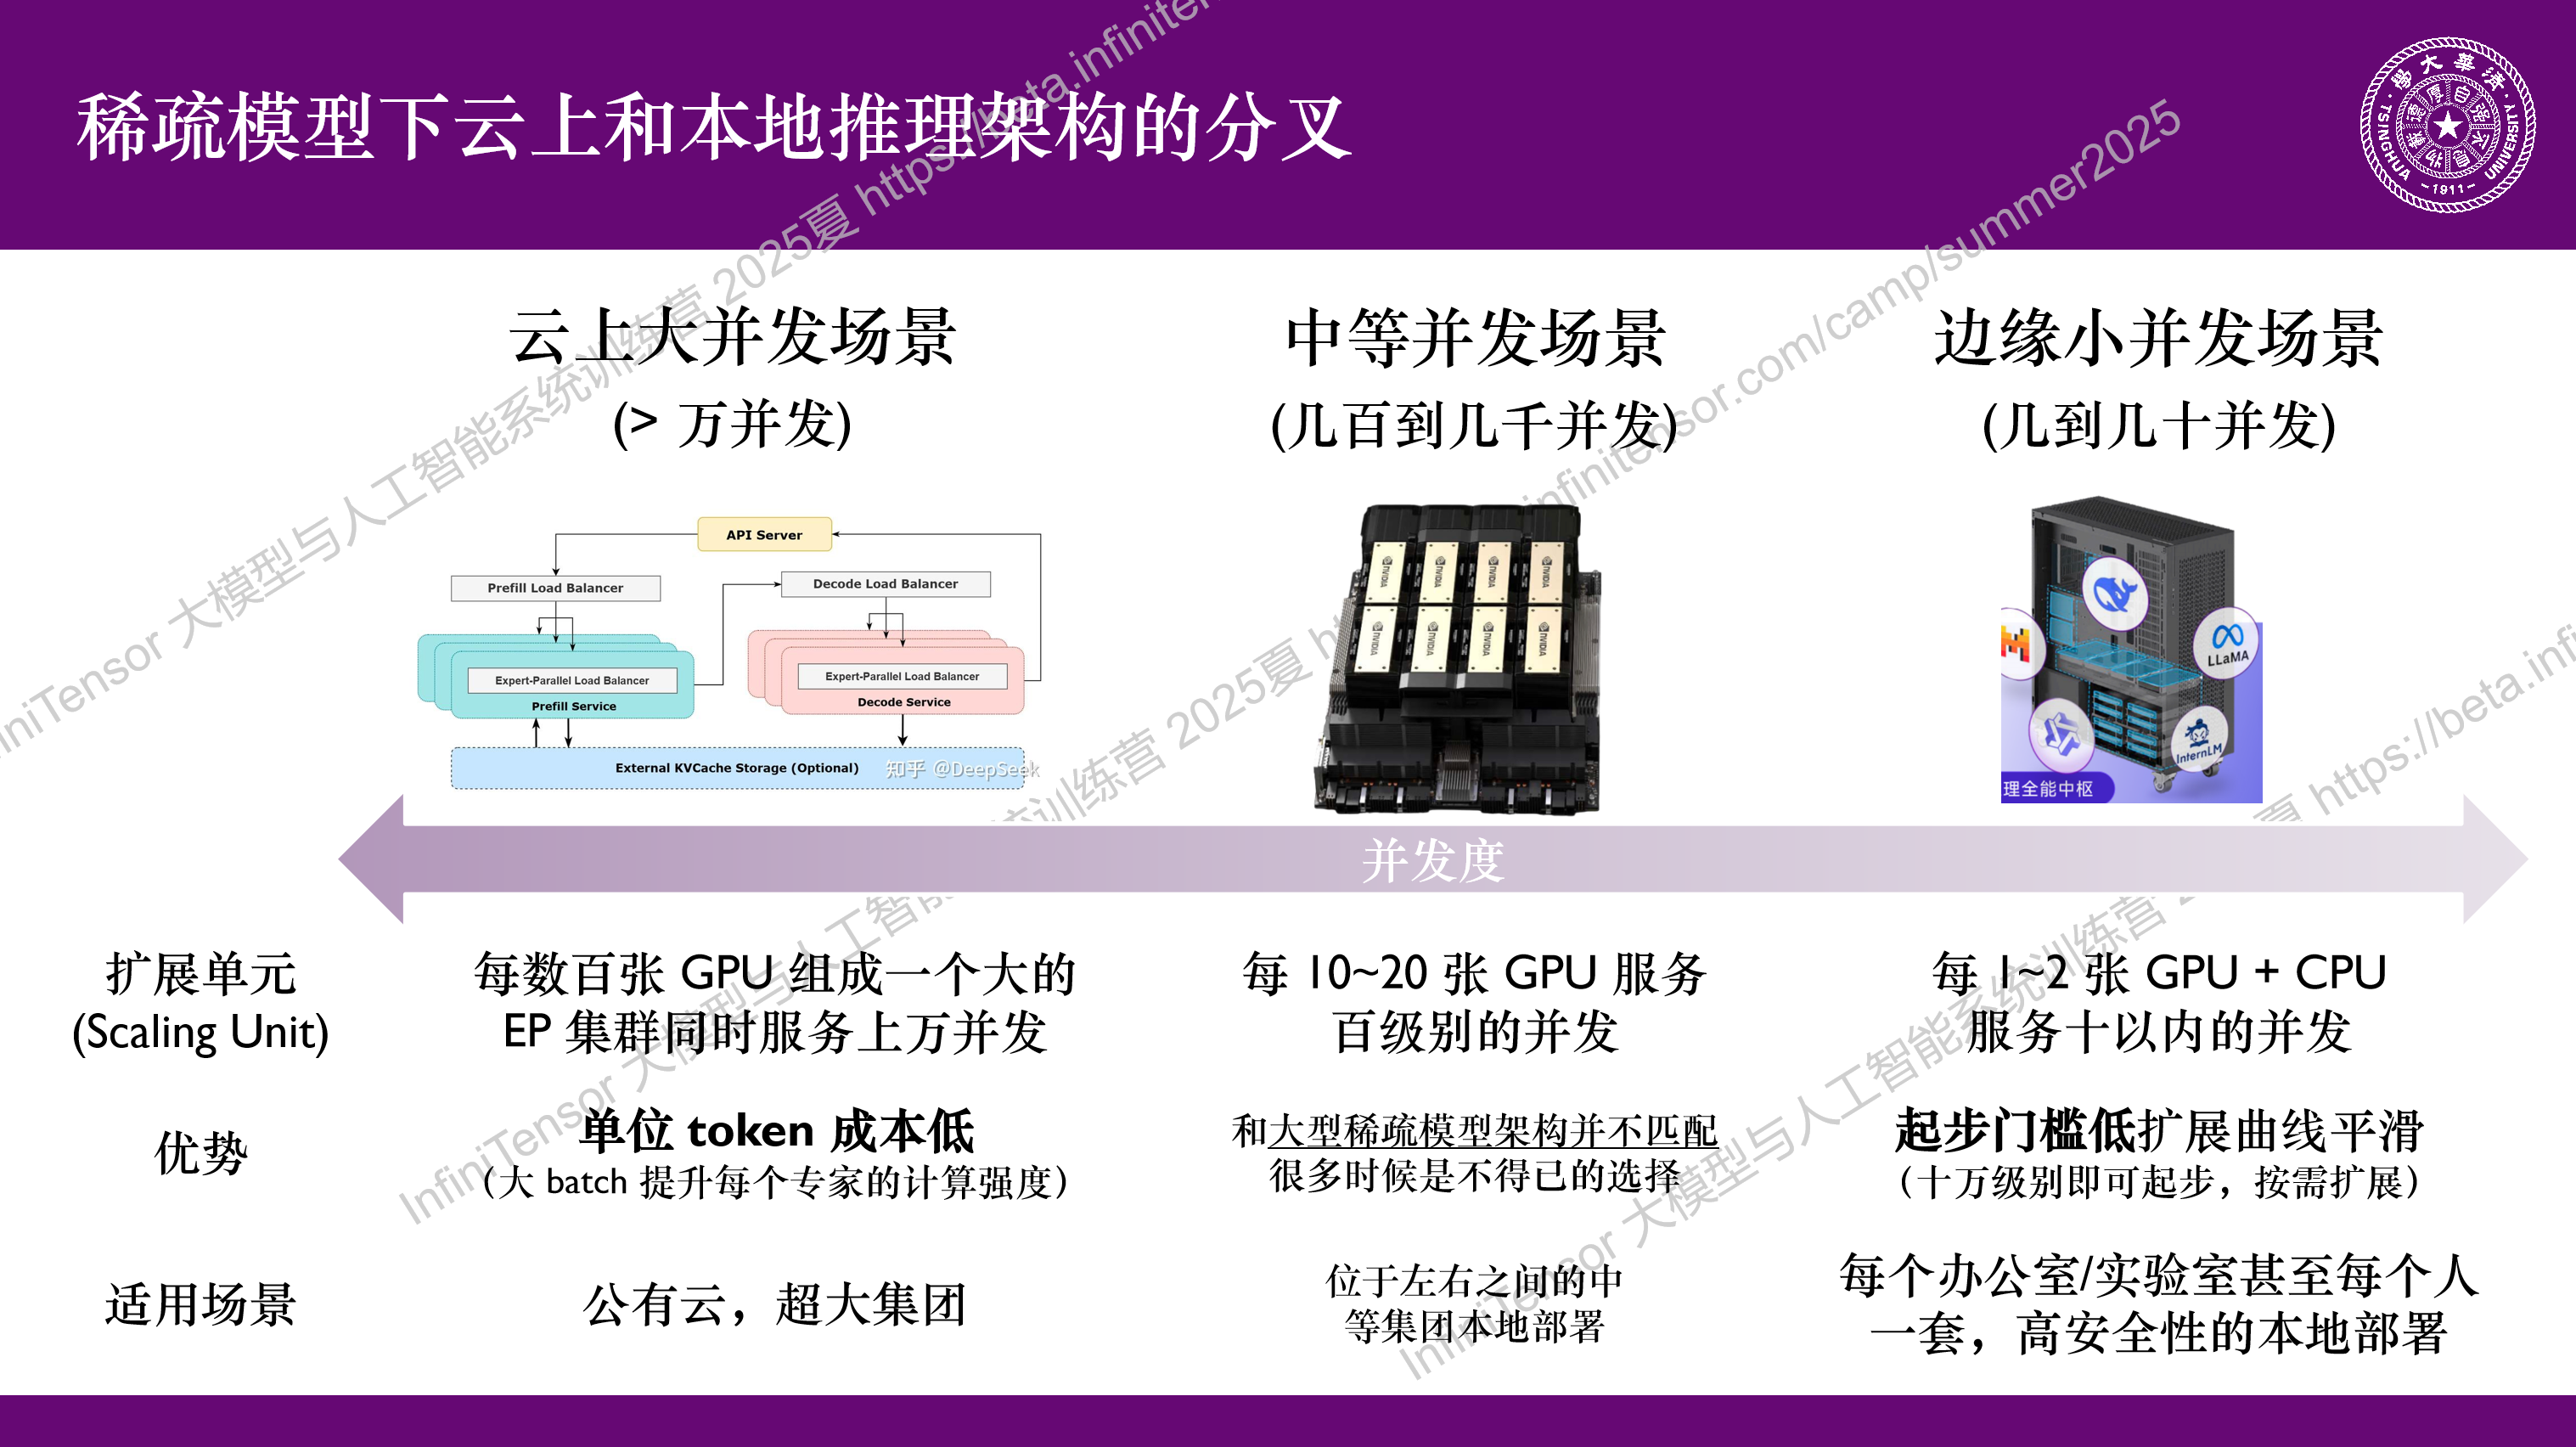 稀疏模型下云上和本地推理架构的分叉
學大華清
TSINGHUA UNIVERSITY
-1911-
云上大并发场景
(> 万并发)
中等并发场景
(几百到几千并发)
边缘小并发场景
(几到几十并发)
API Server
Prefill Load Balancer
Decode Load Balancer
Expert-Parallel Load Balancer
Prefill Service
Expert-Parallel Load Balancer
Decode Service
External KVCache Storage (Optional)
知乎 @DeepSeek
NVIDIA NVIDIA NVIDIA NVIDIA
NVIDIA NVIDIA NVIDIA NVIDIA
LLaMA
InternLM
理全能中枢
并发度
扩展单元
(Scaling Unit)
每数百张 GPU 组成一个大的
EP 集群同时服务上万并发
每 10~20 张 GPU 服务
百级别的并发
每 1~2 张 GPU + CPU
服务十以内的并发
优势
单位 token 成本低
（大 batch 提升每个专家的计算强度）
和大型稀疏模型架构并不匹配
很多时候是不得已的选择
起步门槛低扩展曲线平滑
（十万级别即可起步，按需扩展）
适用场景
公有云，超大集团
位于左右之间的中
等集团本地部署
每个办公室/实验室甚至每个人
一套，高安全性的本地部署
InfiniTensor 大模型与人工智能系统训练营 2025夏 https://beta.infinitensor.com/camp/summer2025